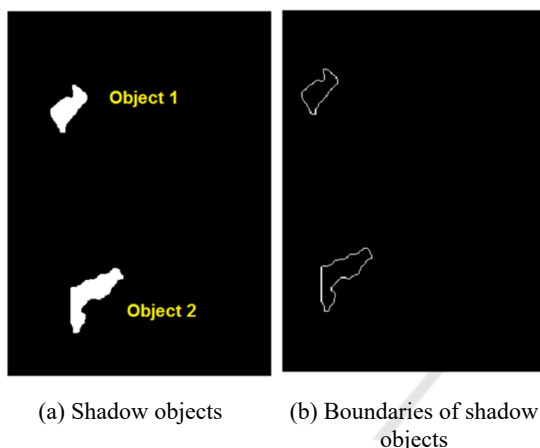 Object 1
Object 2
(a) Shadow objects
(b) Boundaries of shadow
objects